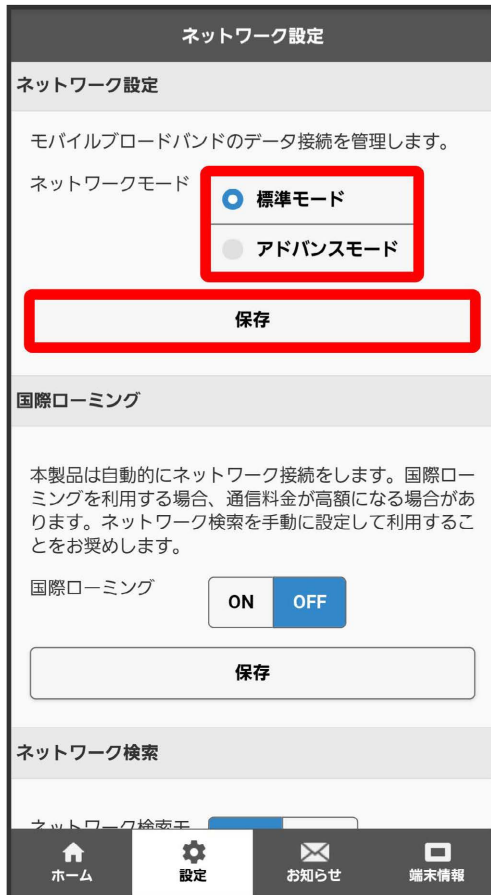 ネットワーク設定
ネットワーク設定
モバイルブロードバンドのデータ接続を管理します。
ネットワークモード
標準モード
アドバンスモード
保存
国際ローミング
本製品は自動的にネットワーク接続をします。国際ロー
ミングを利用する場合、通信料金が高額になる場合があ
ります。ネットワーク検索を手動に設定して利用するこ
とをお奨めします。
国際ローミング
ON OFF
保存
ネットワーク検索
ネットワーク検索モ
ホーム 設定 お知らせ 端末情報